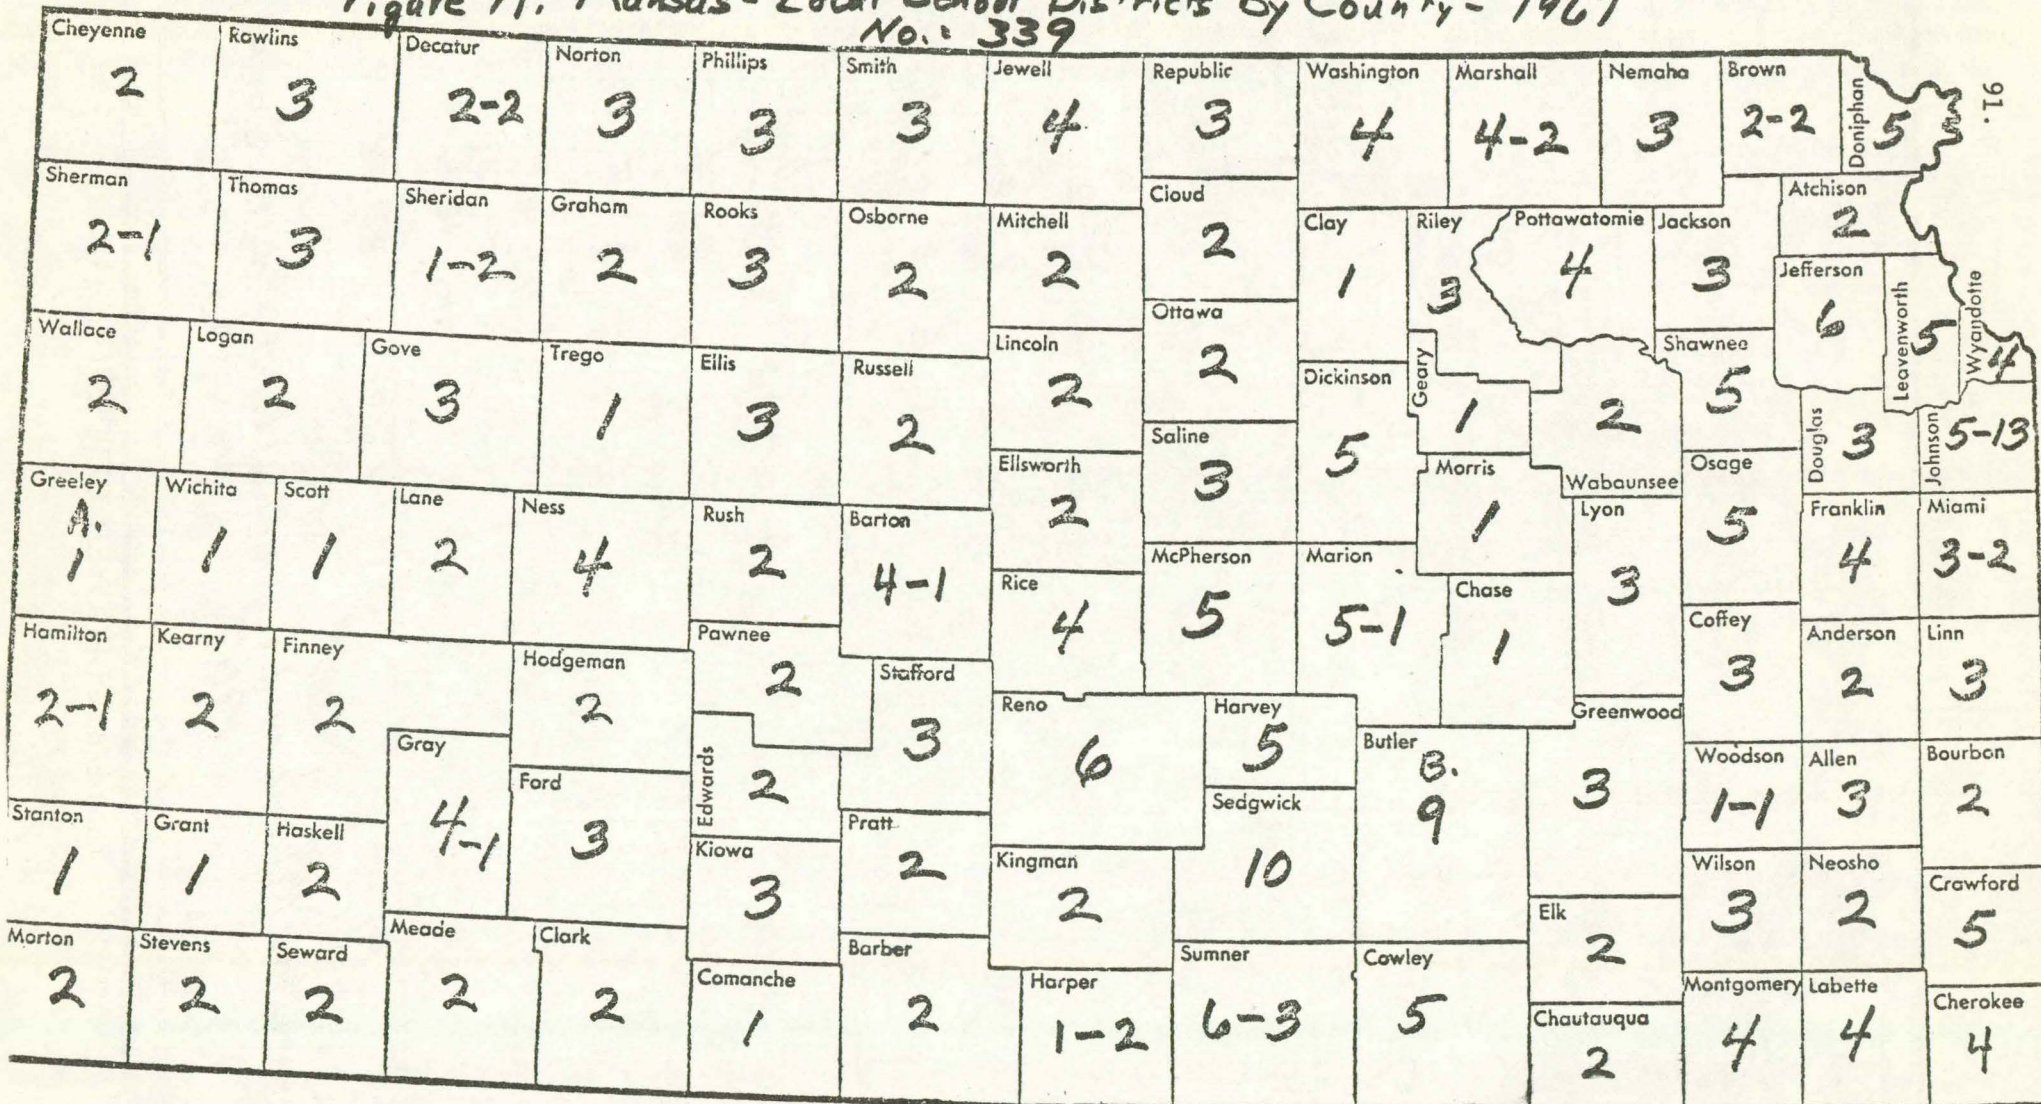 Figure 11. Kansas - Local School Districts By County - 1967
No.: 339
91.
Cheyenne
2
Rawlins
3
Decatur
2-2
Norton
3
Phillips
3
Smith
3
Jewell
4
Republic
3
Washington
4
Marshall
4-2
Nemaha
3
Brown
2-2
Doniphan
5
Sherman
2-1
Thomas
3
Sheridan
1-2
Graham
2
Rooks
3
Osborne
2
Mitchell
2
Cloud
2
Clay
1
Riley
3
Pottawatomie
4
Jackson
3
Atchison
2
Jefferson
6
Leavenworth
5
Wyandotte
4
Wallace
2
Logan
2
Gove
3
Trego
1
Ellis
3
Russell
2
Lincoln
2
Ottawa
2
Dickinson
5
Geary
1
Wabaunsee
2
Shawnee
5
Douglas
3
Johnson
5-13
Greeley
A.
1
Wichita
1
Scott
1
Lane
2
Ness
4
Rush
2
Barton
4-1
Ellsworth
2
Saline
3
Morris
1
Lyon
3
Osage
5
Franklin
4
Miami
3-2
Hamilton
2-1
Kearny
2
Finney
2
Hodgeman
2
Pawnee
2
Stafford
3
Rice
4
McPherson
5
Marion
5-1
Chase
1
Coffey
3
Anderson
2
Linn
3
Gray
4-1
Ford
3
Edwards
2
Reno
6
Harvey
5
Butler
B.
9
Greenwood
3
Woodson
1-1
Allen
3
Bourbon
2
Stanton
1
Grant
1
Haskell
2
Kiowa
3
Pratt
2
Kingman
2
Sedgwick
10
Elk
2
Wilson
3
Neosho
2
Crawford
5
Morton
2
Stevens
2
Seward
2
Meade
2
Clark
2
Comanche
1
Barber
2
Harper
1-2
Sumner
6-3
Cowley
5
Chautauqua
2
Montgomery
4
Labette
4
Cherokee
4